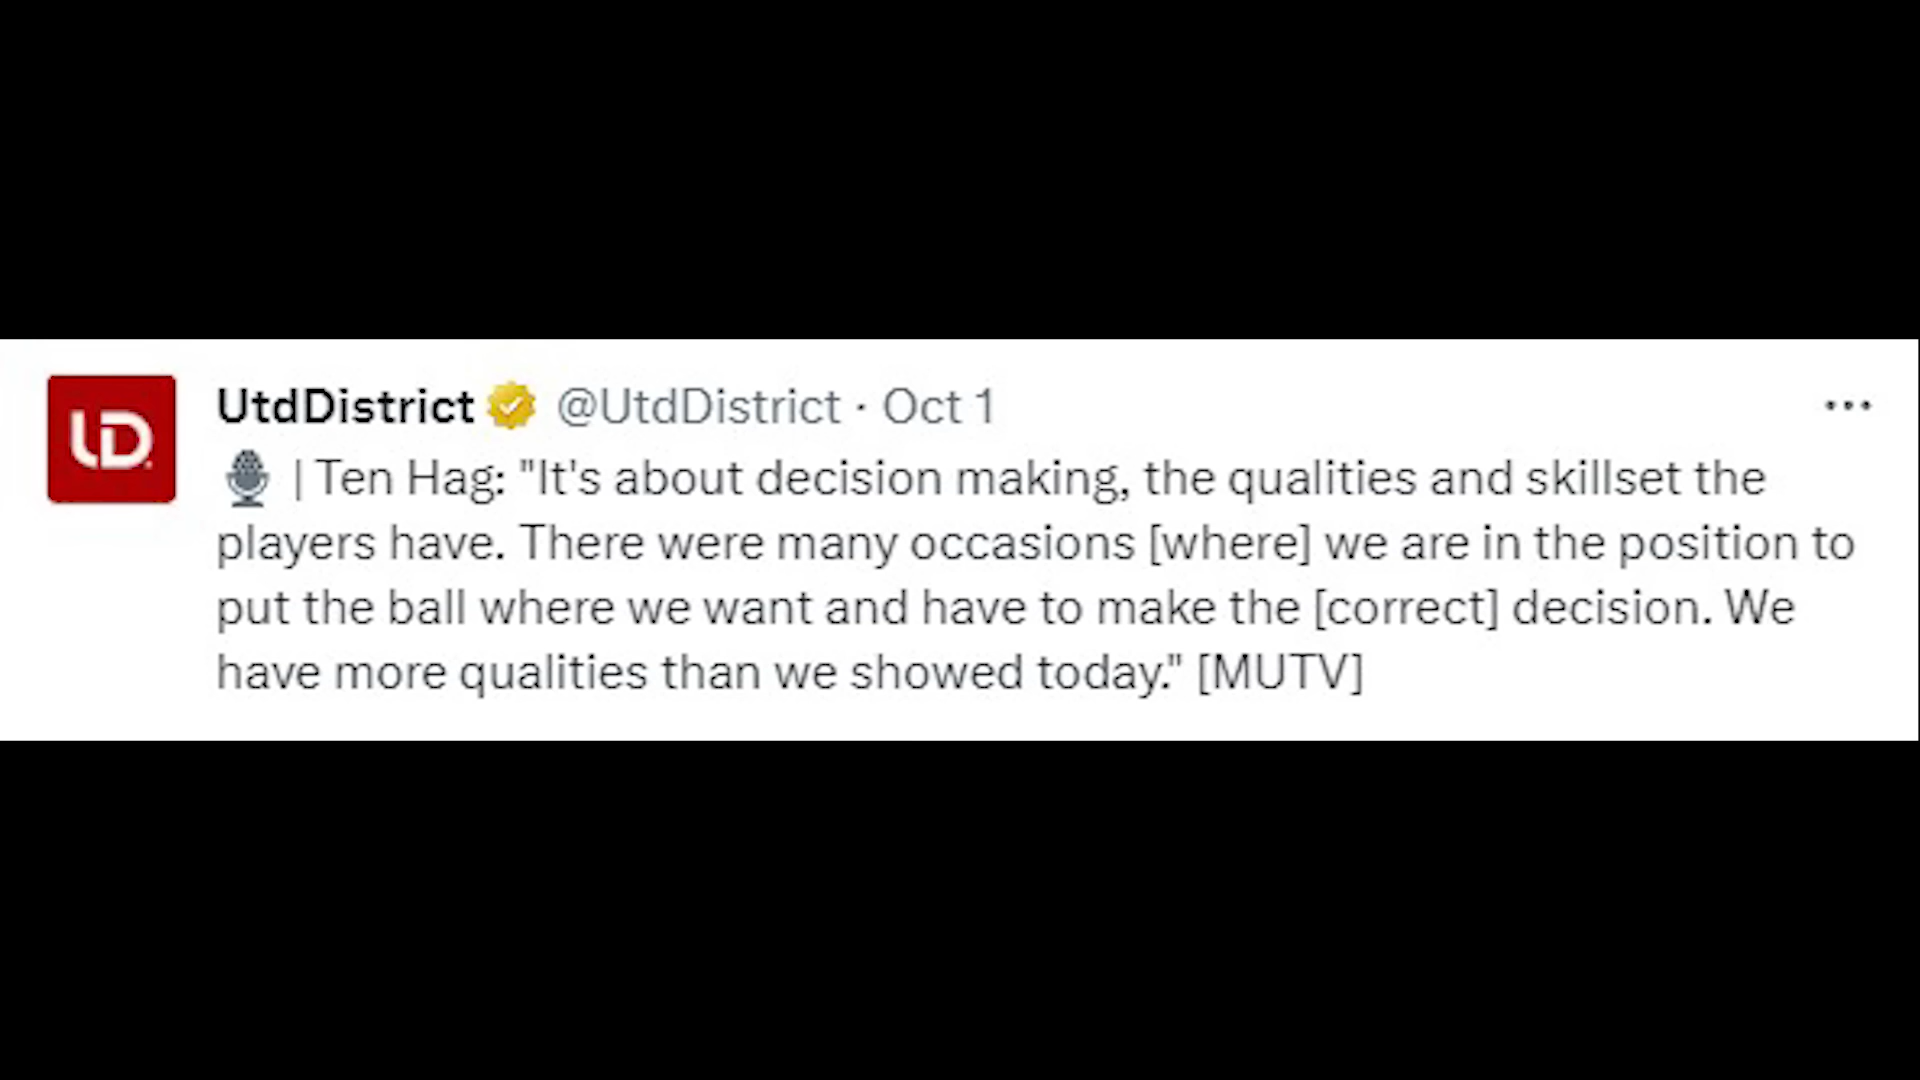 UD
UtdDistrict @UtdDistrict · Oct 1
| Ten Hag: "It's about decision making, the qualities and skillset the
players have. There were many occasions [where] we are in the position to
put the ball where we want and have to make the [correct] decision. We
have more qualities than we showed today." [MUTV]